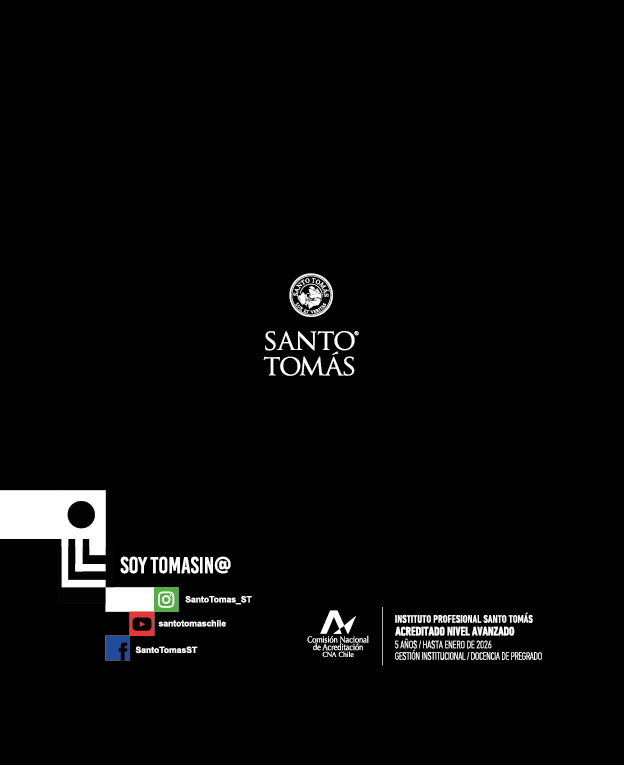 SANTO TOMÁS
SANTO®
TOMÁS
SOY TOMASIN@
SantoTomas_ST
santotomaschile
SantoTomasST
Comisión Nacional
de Acreditación
CNA Chile
INSTITUTO PROFESIONAL SANTO TOMÁS
ACREDITADO NIVEL AVANZADO
5 AÑOS / HASTA ENERO DE 2026
GESTIÓN INSTITUCIONAL / DOCENCIA DE PREGRADO